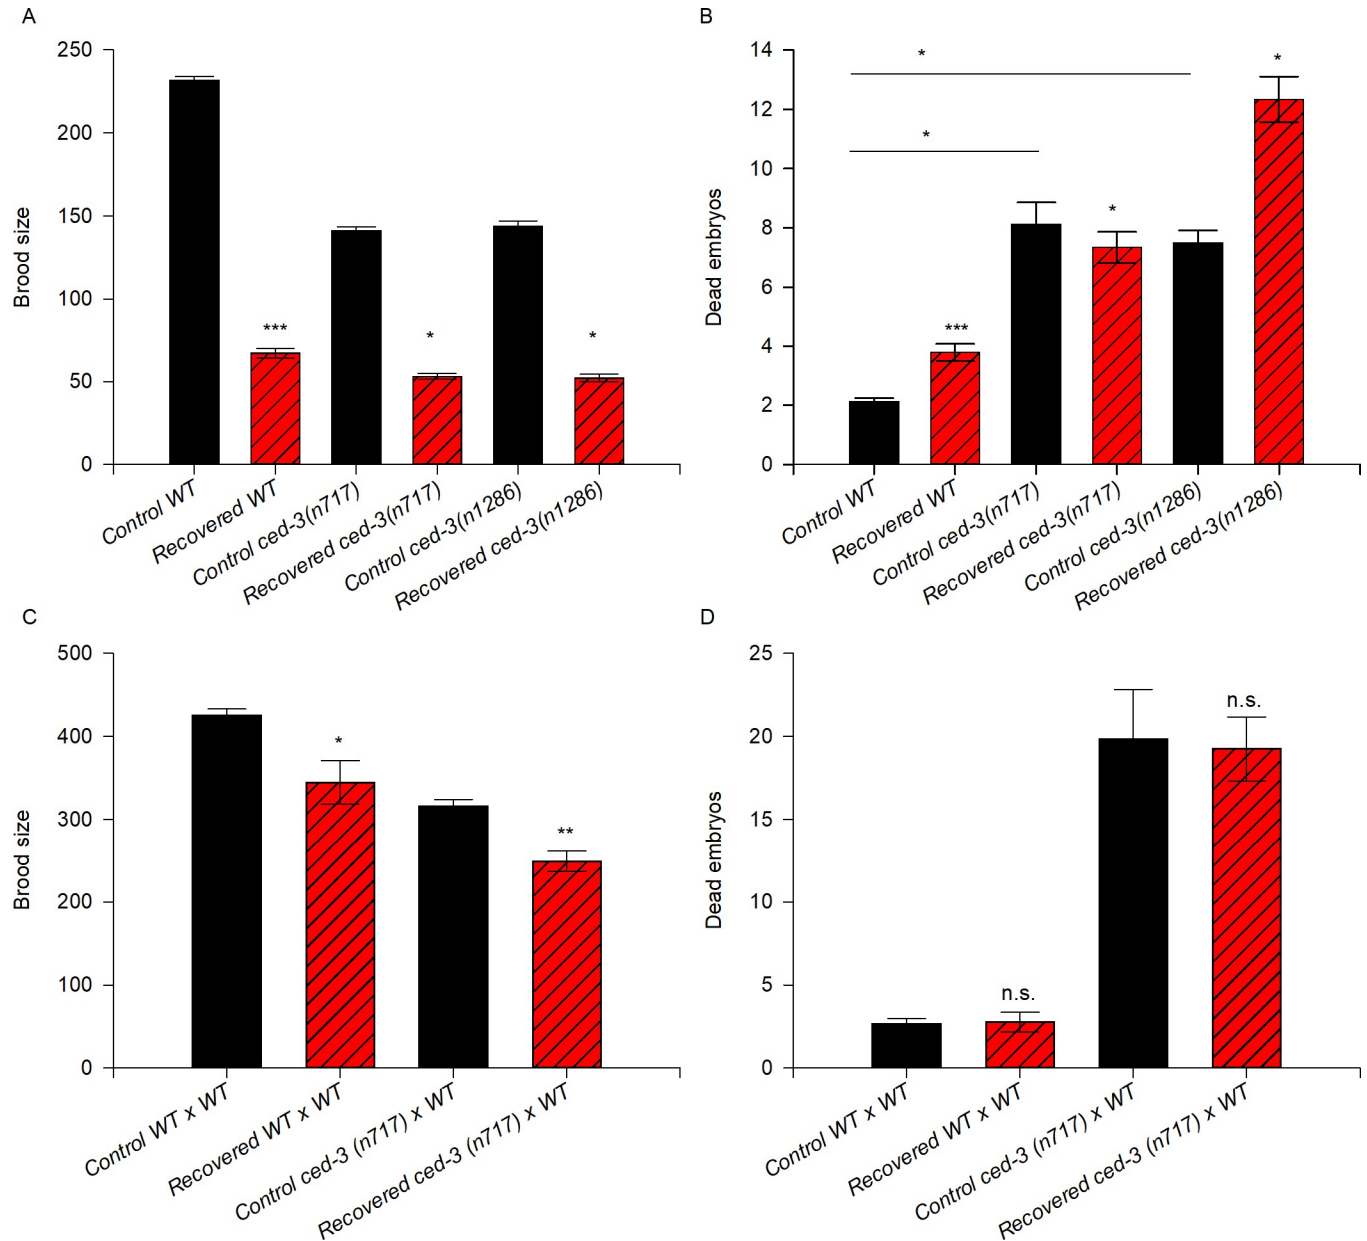 A
250
200
150
100
50
0
Brood size
***
*
*
Control WT
Recovered WT
Control ced-3(n717)
Recovered ced-3(n717)
Control ced-3(n1286)
Recovered ced-3(n1286)
B
14
12
10
8
6
4
2
0
Dead embryos
*
*
***
*
*
Control WT
Recovered WT
Control ced-3(n717)
Recovered ced-3(n717)
Control ced-3(n1286)
Recovered ced-3(n1286)
C
500
400
300
200
100
0
Brood size
*
**
Control WT x WT
Recovered WT x WT
Control ced-3 (n717) x WT
Recovered ced-3 (n717) x WT
D
25
20
15
10
5
0
Dead embryos
n.s.
n.s.
Control WT x WT
Recovered WT x WT
Control ced-3 (n717) x WT
Recovered ced-3 (n717) x WT